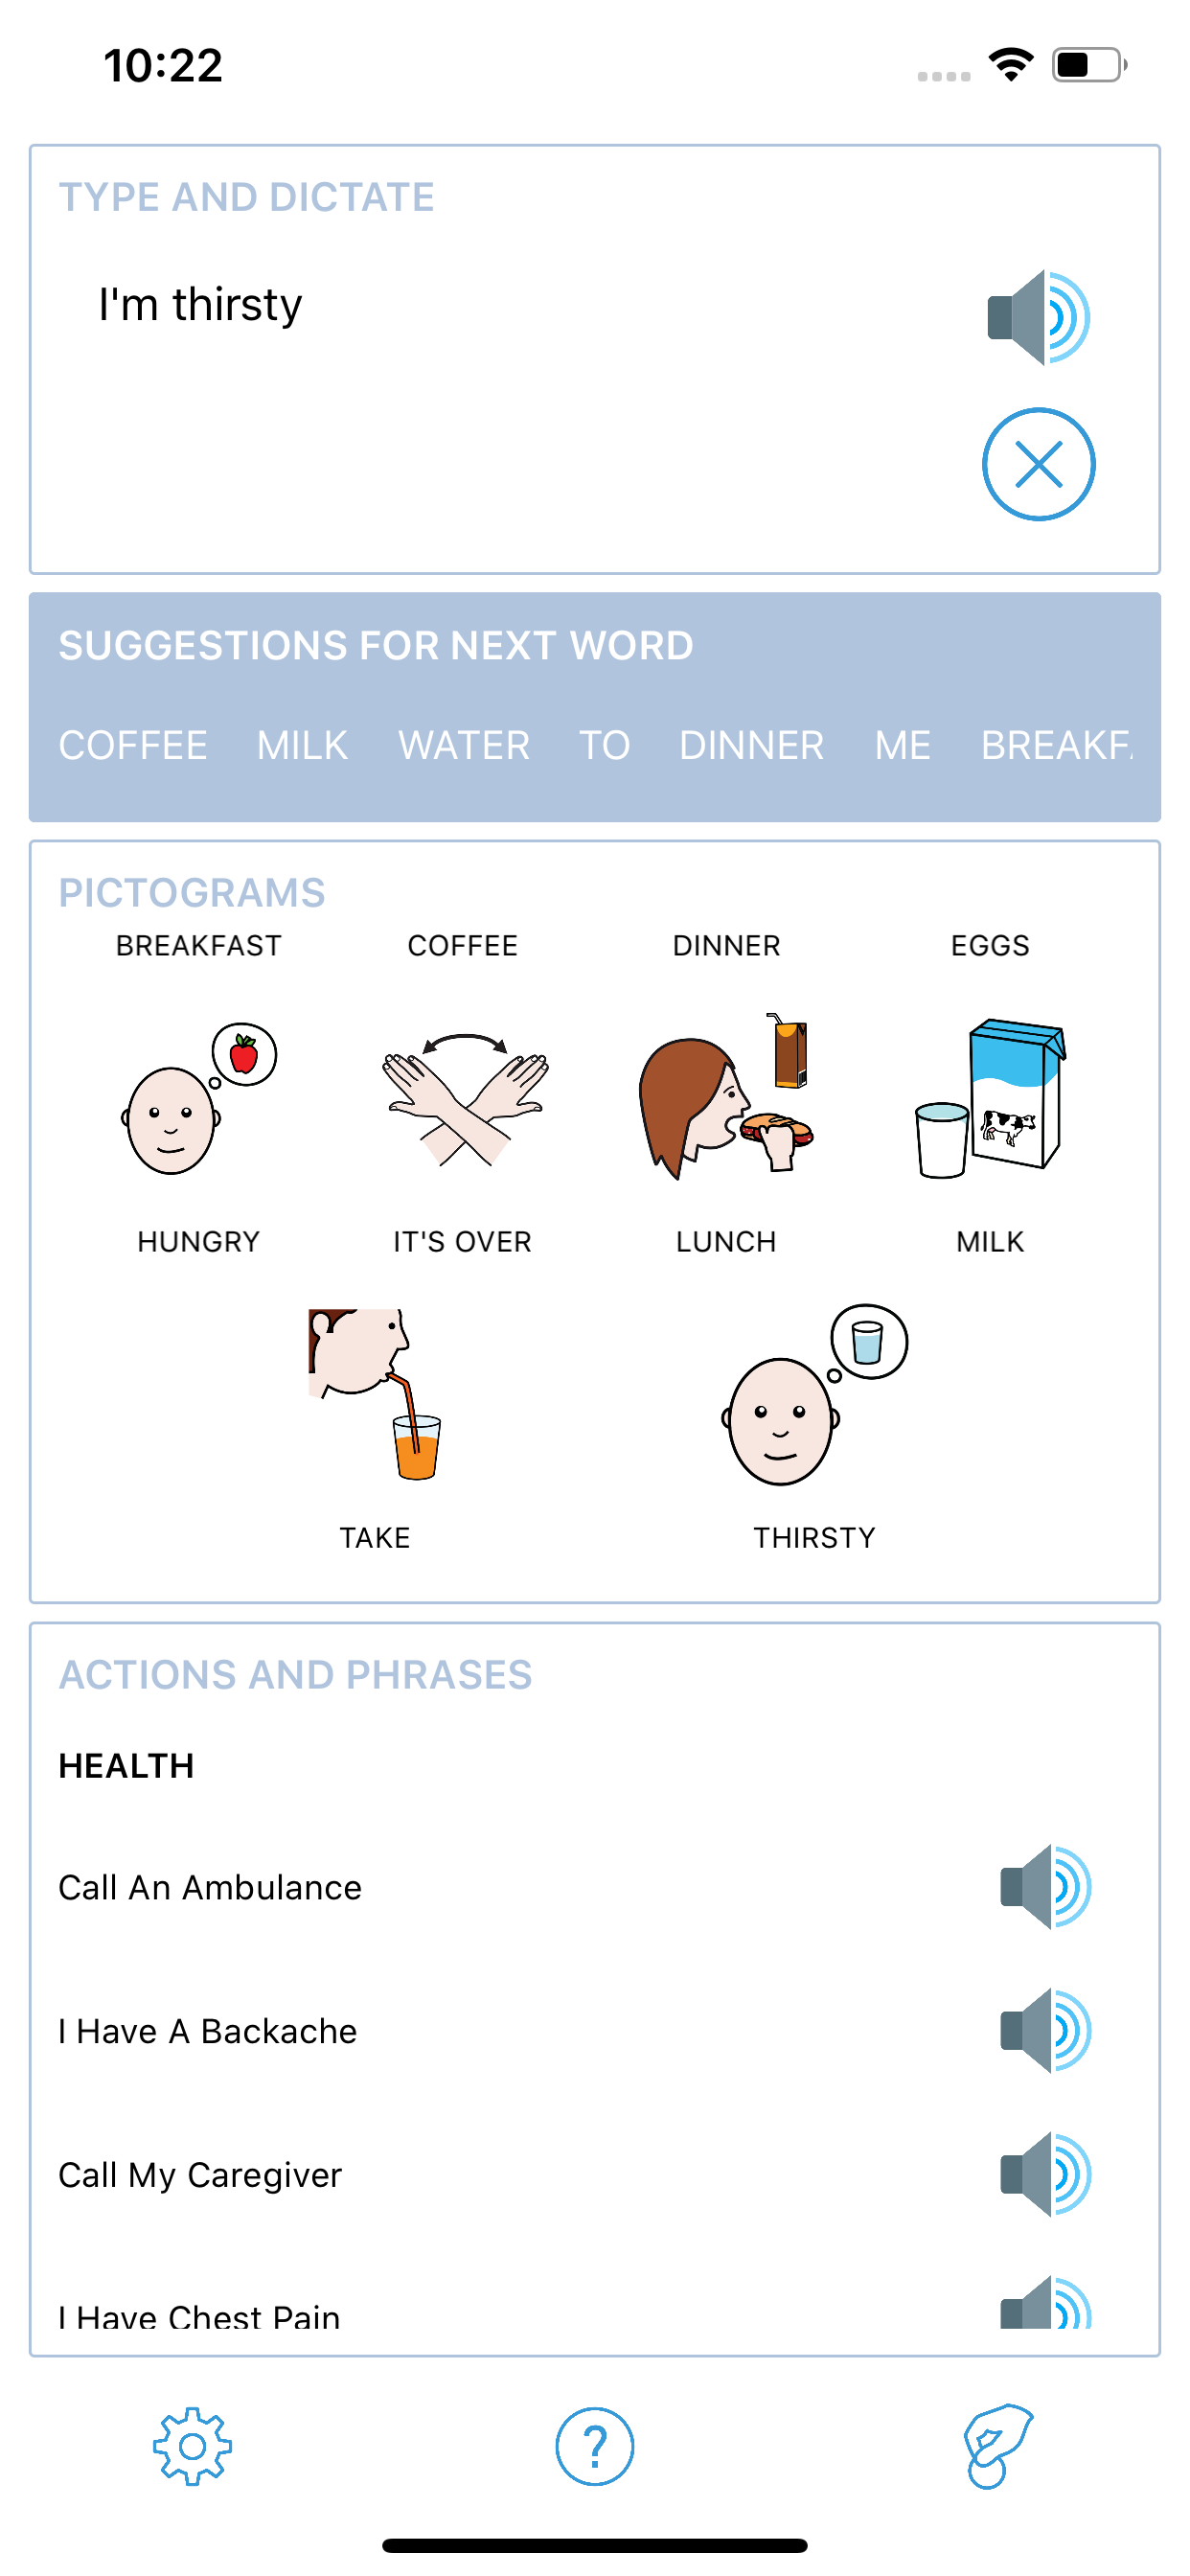 10:22
TYPE AND DICTATE
I'm thirsty
SUGGESTIONS FOR NEXT WORD
COFFEE MILK WATER TO DINNER ME BREAKF
PICTOGRAMS
BREAKFAST COFFEE DINNER EGGS
HUNGRY IT'S OVER LUNCH MILK
TAKE THIRSTY
ACTIONS AND PHRASES
HEALTH
Call An Ambulance
I Have A Backache
Call My Caregiver
I Have Chest Pain
?